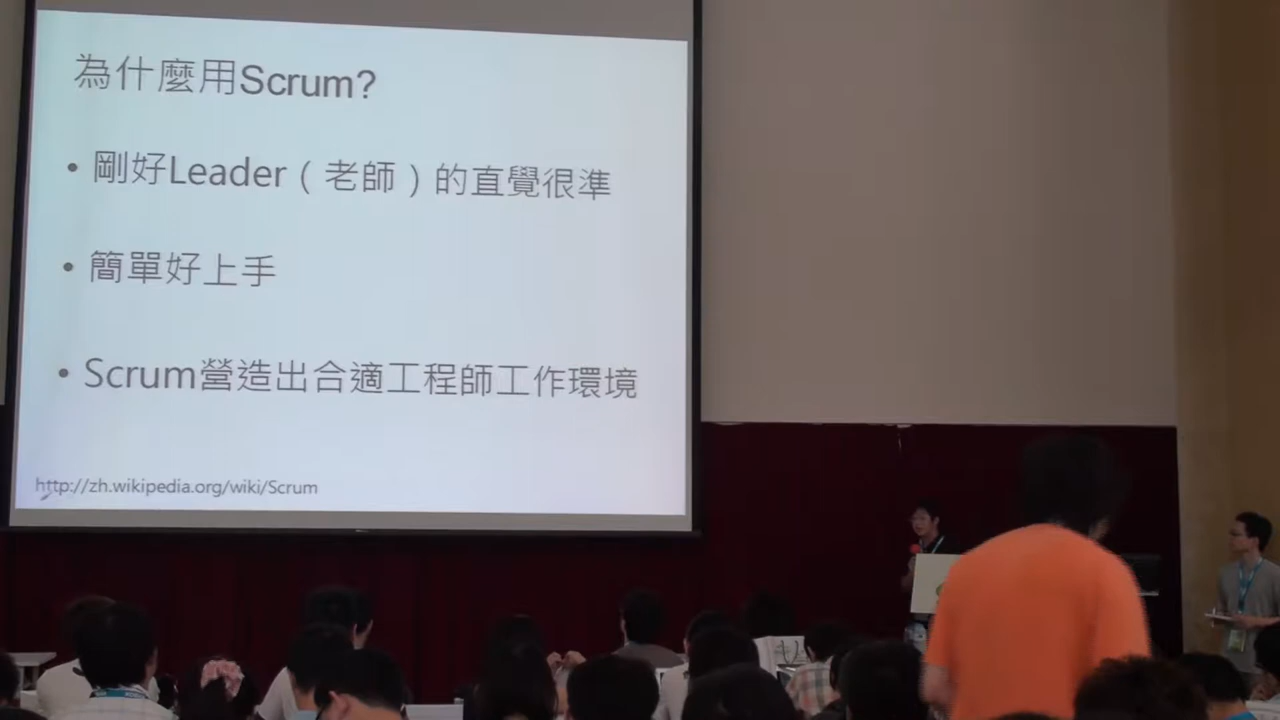 為什麼用Scrum?
• 剛好Leader（老師）的直覺很準
• 簡單好上手
• Scrum營造出合適工程師工作環境
http://zh.wikipedia.org/wiki/Scrum